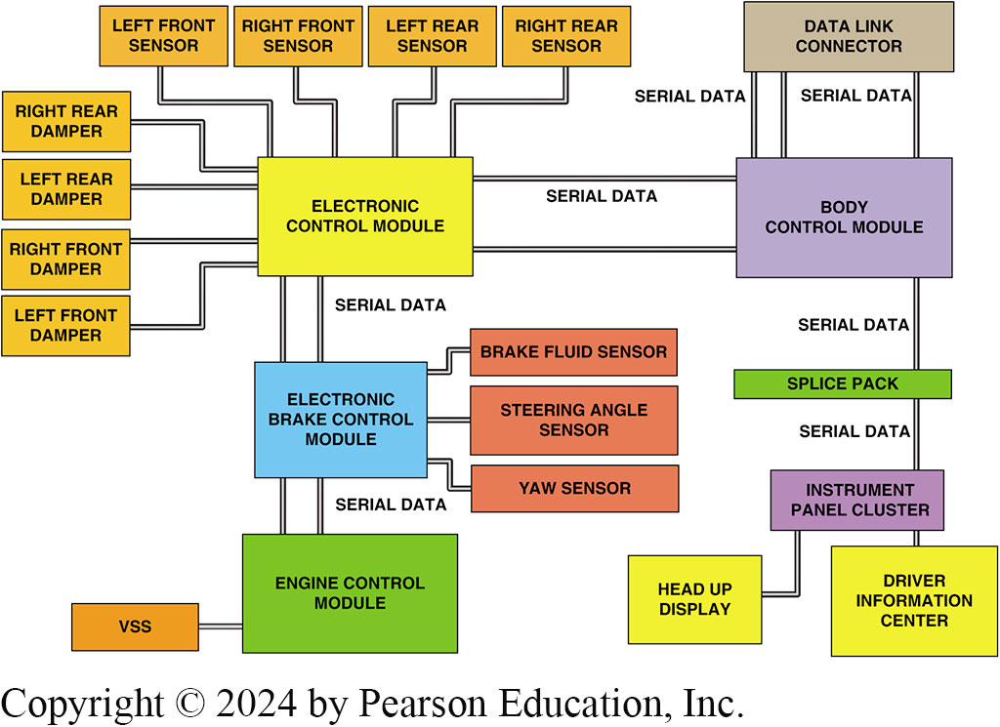 LEFT FRONT
SENSOR
RIGHT FRONT
SENSOR
LEFT REAR
SENSOR
RIGHT REAR
SENSOR
DATA LINK
CONNECTOR
SERIAL DATA
SERIAL DATA
RIGHT REAR
DAMPER
LEFT REAR
DAMPER
RIGHT FRONT
DAMPER
LEFT FRONT
DAMPER
ELECTRONIC
CONTROL MODULE
SERIAL DATA
BODY
CONTROL MODULE
SERIAL DATA
SERIAL DATA
BRAKE FLUID SENSOR
ELECTRONIC
BRAKE CONTROL
MODULE
STEERING ANGLE
SENSOR
YAW SENSOR
SPLICE PACK
SERIAL DATA
INSTRUMENT
PANEL CLUSTER
SERIAL DATA
ENGINE CONTROL
MODULE
VSS
HEAD UP
DISPLAY
DRIVER
INFORMATION
CENTER
Copyright © 2024 by Pearson Education, Inc.